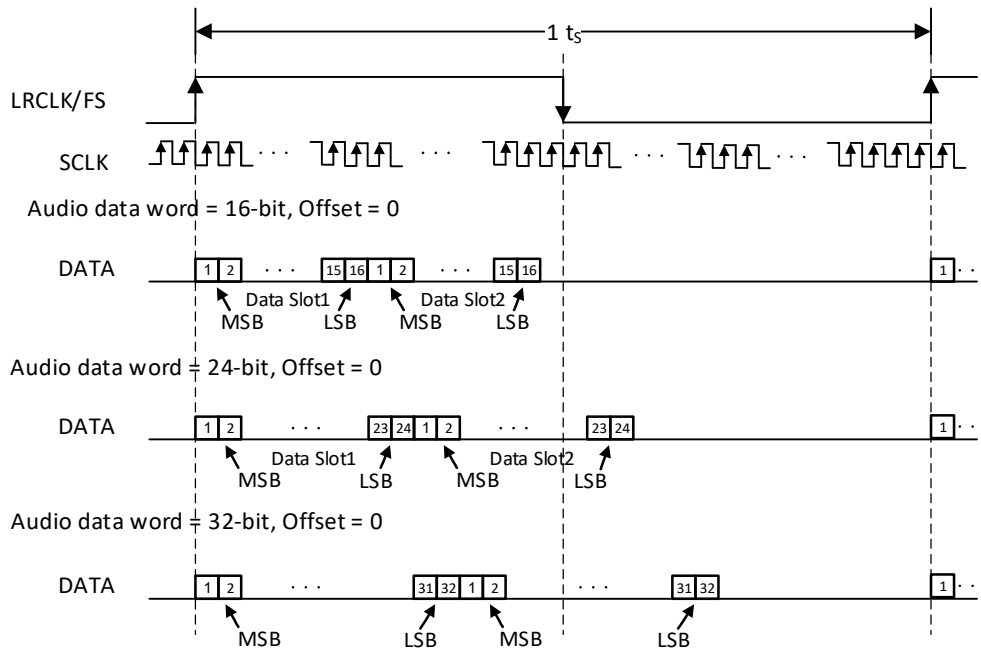 1 tS
LRCLK/FS
SCLK . . . . . . . . . . . .
Audio data word = 16-bit, Offset = 0
DATA 1 2 . . . 15 16 1 2 . . . 15 16 1 . .
Data Slot1 Data Slot2
MSB LSB MSB LSB
Audio data word = 24-bit, Offset = 0
DATA 1 2 . . . 23 24 1 2 . . . 23 24 1 . .
Data Slot1 Data Slot2
MSB LSB MSB LSB
Audio data word = 32-bit, Offset = 0
DATA 1 2 . . . 31 32 1 2 . . . 31 32 1 . .
MSB LSB MSB LSB